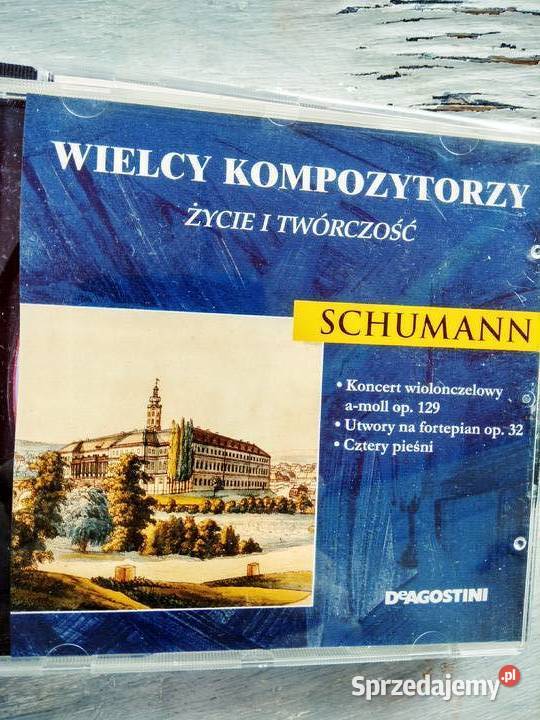 WIELCY KOMPOZYTORZY
ŻYCIE I TWÓRCZOŚĆ
SCHUMANN
• Koncert wiolonczelowy
a-moll op. 129
• Utwory na fortepian op. 32
• Cztery pieśni
DeAGOSTINI
Sprzedajemy.pl